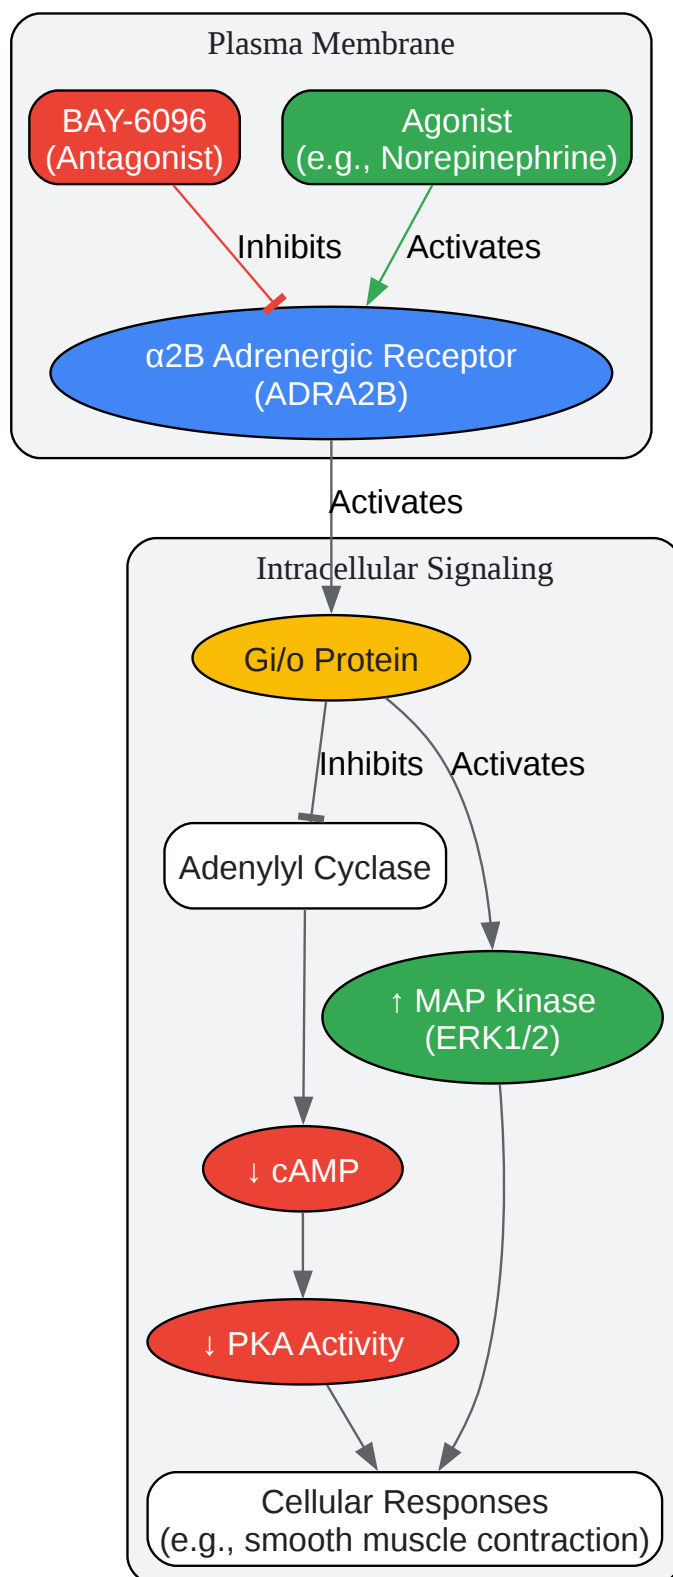 Plasma Membrane
BAY-6096
(Antagonist)
Agonist
(e.g., Norepinephrine)
Inhibits
Activates
α2B Adrenergic Receptor
(ADRA2B)
Activates
Intracellular Signaling
Gi/o Protein
Inhibits
Activates
Adenylyl Cyclase
↑ MAP Kinase
(ERK1/2)
↓ cAMP
↓ PKA Activity
Cellular Responses
(e.g., smooth muscle contraction)